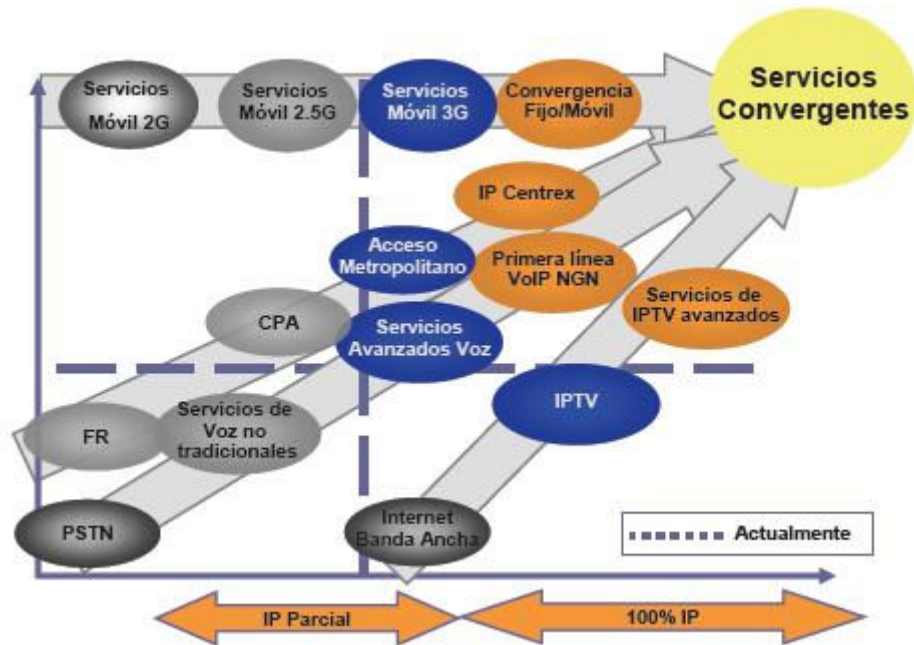 Servicios
Móvil 2G
Servicios
Móvil 2.5G
Servicios
Móvil 3G
Convergencia
Fijo/Móvil
Servicios
Convergentes
IP Centrex
Acceso
Metropolitano
Primera línea
VoIP NGN
Servicios de
IPTV avanzados
CPA
Servicios
Avanzados Voz
IPTV
FR
Servicios de
Voz no
tradicionales
PSTN
Internet
Banda Ancha
Actualmente
IP Parcial
100% IP